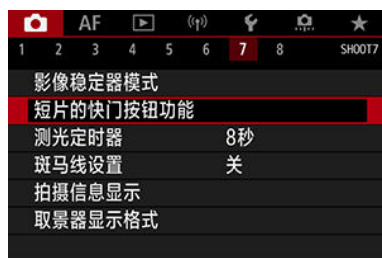 AF
1 2 3 4 5 6 7 8 SHOOT7
影像稳定器模式
短片的快门按钮功能
测光定时器 8秒
斑马线设置 关
拍摄信息显示
取景器显示格式